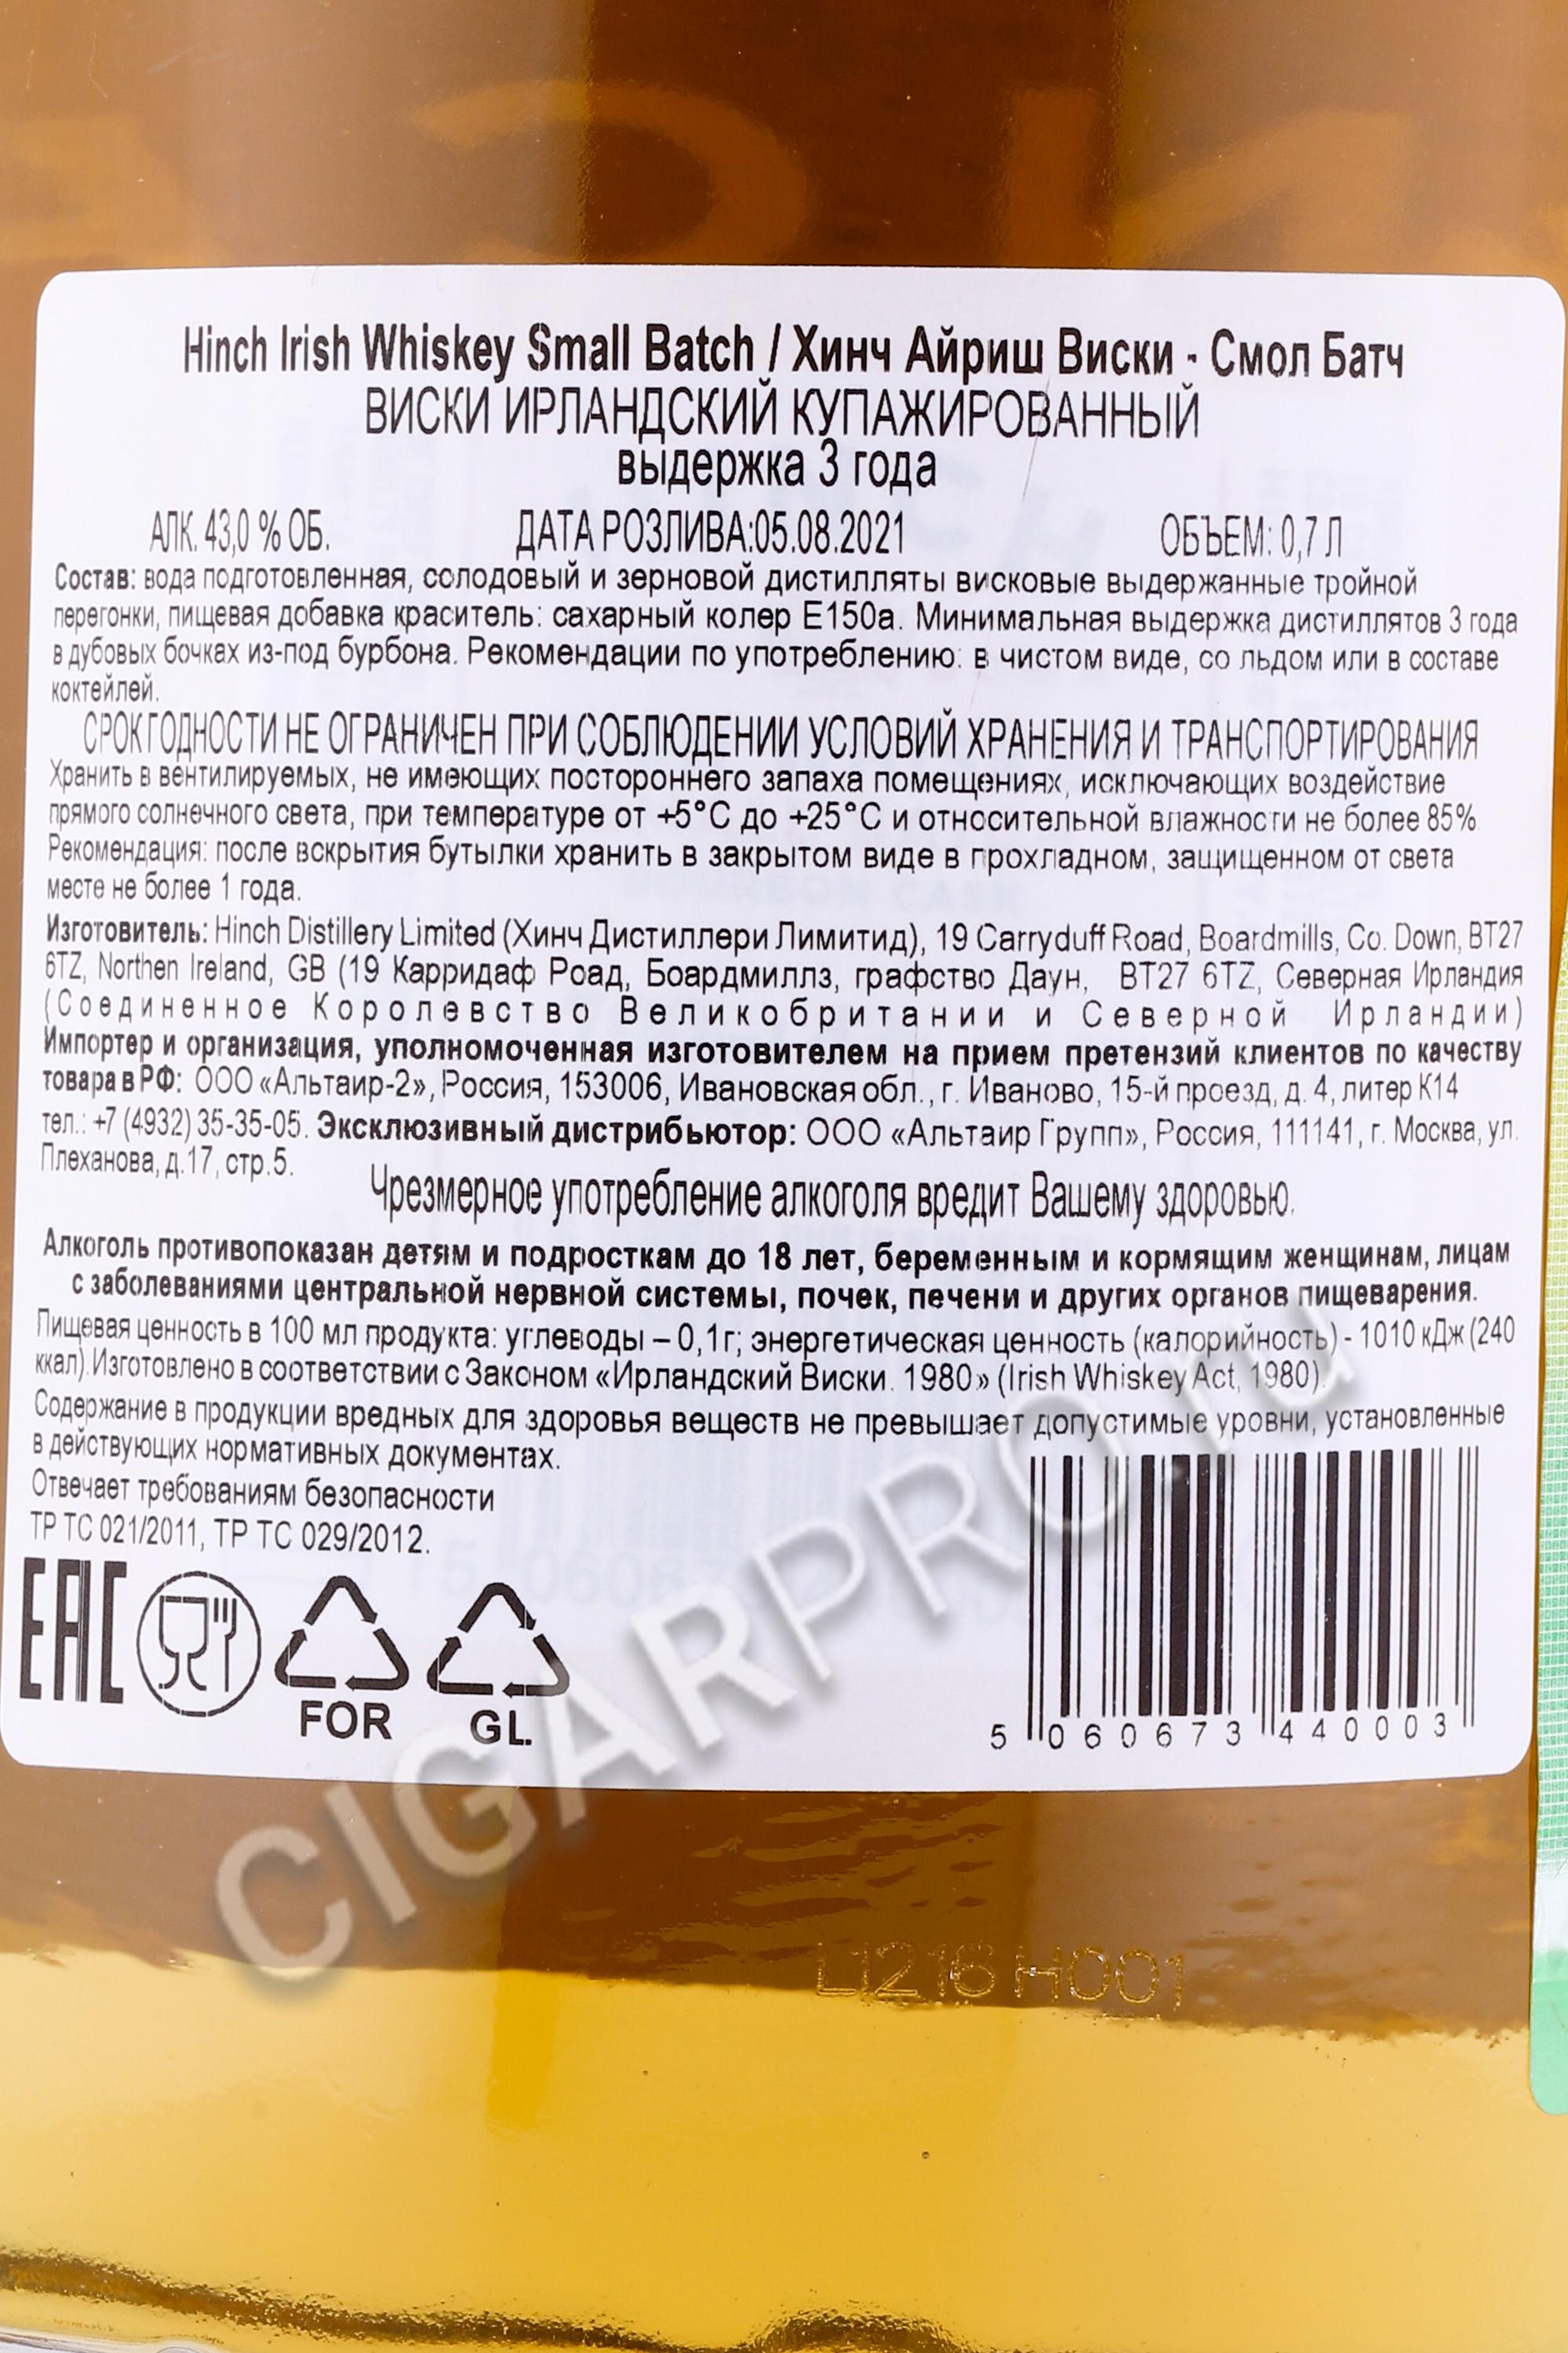 Hinch Irish Whiskey Small Batch / Хинч Айриш Виски - Смол Батч
ВИСКИ ИРЛАНДСКИЙ КУПАЖИРОВАННЫЙ
выдержка 3 года
АЛК. 43,0 % ОБ. ДАТА РОЗЛИВА:05.08.2021 ОБЪЕМ: 0,7 Л
Состав: вода подготовленная, солодовый и зерновой дистилляты висковые выдержанные тройной
перегонки, пищевая добавка краситель: сахарный колер Е150а. Минимальная выдержка дистиллятов 3 года
в дубовых бочках из-под бурбона. Рекомендации по употреблению: в чистом виде, со льдом или в составе
коктейлей.
СРОК ГОДНОСТИ НЕ ОГРАНИЧЕН ПРИ СОБЛЮДЕНИИ УСЛОВИЙ ХРАНЕНИЯ И ТРАНСПОРТИРОВАНИЯ
Хранить в вентилируемых, не имеющих постороннего запаха помещениях, исключающих воздействие
прямого солнечного света, при температуре от +5°С до +25°С и относительной влажности не более 85%
Рекомендация: после вскрытия бутылки хранить в закрытом виде в прохладном, защищенном от света
месте не более 1 года.
Изготовитель: Hinch Distillery Limited (Хинч Дистиллери Лимитид), 19 Carryduff Road, Boardmills, Co. Down, BT27
6TZ, Northen Ireland, GB (19 Карридаф Роад, Боардмиллз, графство Даун, BT27 6TZ, Северная Ирландия
(Соединенное Королевство Великобритании и Северной Ирландии)
Импортер и организация, уполномоченная изготовителем на прием претензий клиентов по качеству
товара в РФ: ООО «Альтаир-2», Россия, 153006, Ивановская обл., г. Иваново, 15-й проезд, д. 4, литер К14
тел.: +7 (4932) 35-35-05. Эксклюзивный дистрибьютор: ООО «Альтаир Групп», Россия, 111141, г. Москва, ул.
Плеханова, д.17, стр.5.
Чрезмерное употребление алкоголя вредит Вашему здоровью.
Алкоголь противопоказан детям и подросткам до 18 лет, беременным и кормящим женщинам, лицам
с заболеваниями центральной нервной системы, почек, печени и других органов пищеварения.
Пищевая ценность в 100 мл продукта: углеводы – 0,1г; энергетическая ценность (калорийность) - 1010 кДж (240
ккал).Изготовлено в соответствии с Законом «Ирландский Виски. 1980» (Irish Whiskey Act, 1980).
Содержание в продукции вредных для здоровья веществ не превышает допустимые уровни, установленные
в действующих нормативных документах.
Отвечает требованиям безопасности
ТР ТС 021/2011, ТР ТС 029/2012.
EAC
FOR GL
5 060673 440003
CIGARPRO.ru
L1216 H001